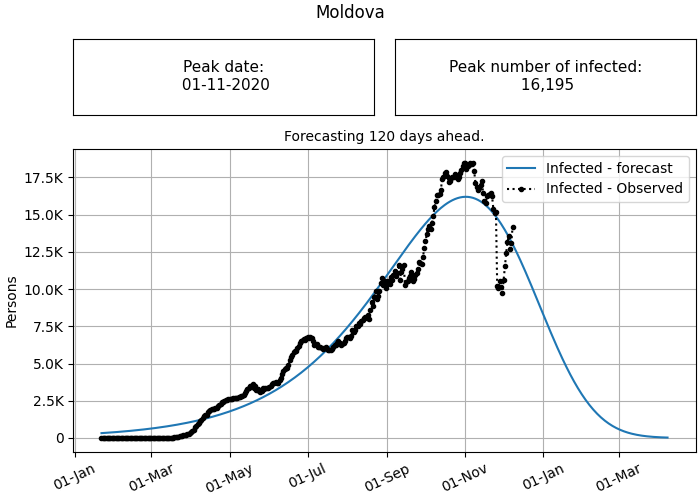 Moldova
Peak date:
01-11-2020
Peak number of infected:
16,195
Forecasting 120 days ahead.
Infected - forecast
Infected - Observed
Persons
17.5K
15.0K
12.5K
10.0K
7.5K
5.0K
2.5K
0
01-Jan
01-Mar
01-May
01-Jul
01-Sep
01-Nov
01-Jan
01-Mar